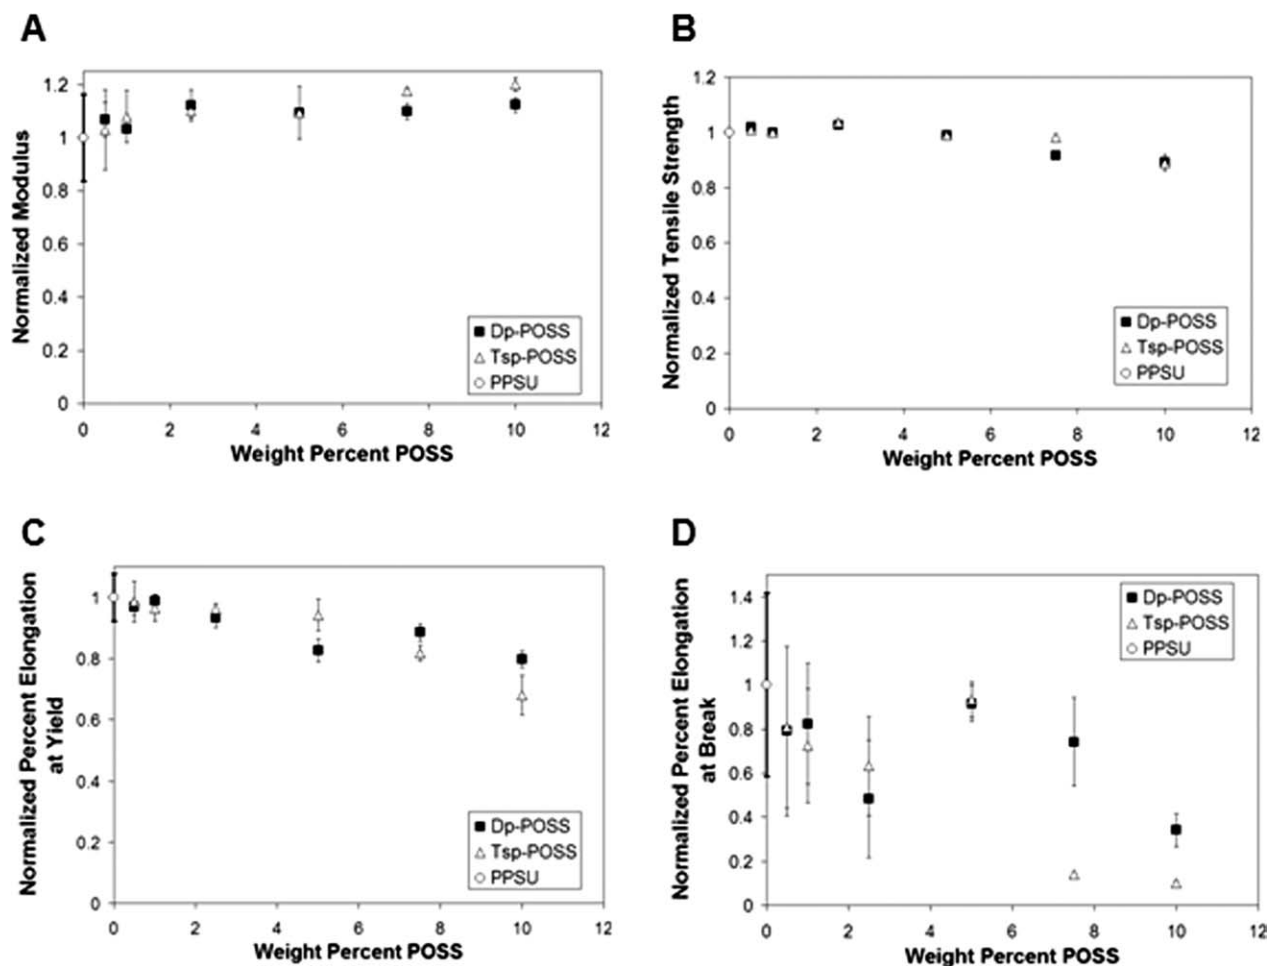 A
Normalized Modulus
1.2
1
0.8
0.6
0.4
0.2
0
Dp-POSS
Tsp-POSS
PPSU
0 2 4 6 8 10 12
Weight Percent POSS
B
Normalized Tensile Strength
1.2
1
0.8
0.6
0.4
0.2
0
Dp-POSS
Tsp-POSS
PPSU
0 2 4 6 8 10 12
Weight Percent POSS
C
Normalized Percent Elongation
at Yield
1
0.8
0.6
0.4
0.2
0
Dp-POSS
Tsp-POSS
PPSU
0 2 4 6 8 10 12
Weight Percent POSS
D
Normalized Percent Elongation
at Break
1.4
1.2
1
0.8
0.6
0.4
0.2
0
Dp-POSS
Tsp-POSS
PPSU
0 2 4 6 8 10 12
Weight Percent POSS